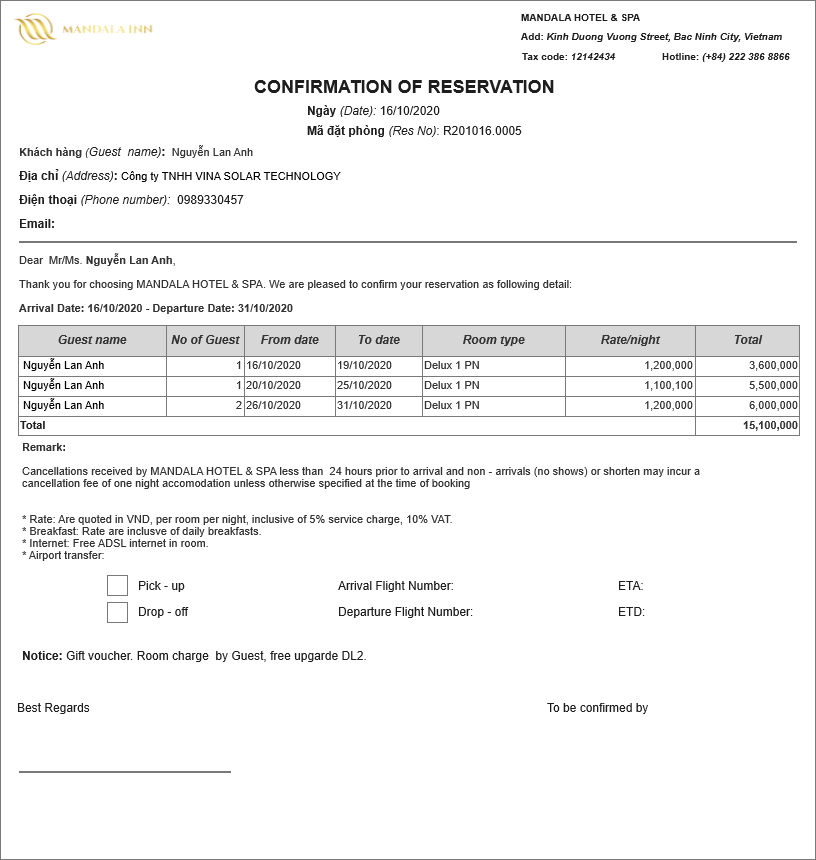 MANDALA INN
MANDALA HOTEL & SPA
Add: Kinh Duong Vuong Street, Bac Ninh City, Vietnam
Tax code: 12142434 Hotline: (+84) 222 386 8866
CONFIRMATION OF RESERVATION
Ngày (Date): 16/10/2020
Mã đặt phòng (Res No): R201016.0005
Khách hàng (Guest name): Nguyễn Lan Anh
Địa chỉ (Address): Công ty TNHH VINA SOLAR TECHNOLOGY
Điện thoại (Phone number): 0989330457
Email:
Dear Mr/Ms. Nguyễn Lan Anh,
Thank you for choosing MANDALA HOTEL & SPA. We are pleased to confirm your reservation as following detail:
Arrival Date: 16/10/2020 - Departure Date: 31/10/2020
Guest name No of Guest From date To date Room type Rate/night Total
Nguyễn Lan Anh 1 16/10/2020 19/10/2020 Delux 1 PN 1,200,000 3,600,000
Nguyễn Lan Anh 1 20/10/2020 25/10/2020 Delux 1 PN 1,100,100 5,500,000
Nguyễn Lan Anh 2 26/10/2020 31/10/2020 Delux 1 PN 1,200,000 6,000,000
Total 15,100,000
Remark:
Cancellations received by MANDALA HOTEL & SPA less than 24 hours prior to arrival and non - arrivals (no shows) or shorten may incur a
cancellation fee of one night accomodation unless otherwise specified at the time of booking
* Rate: Are quoted in VND, per room per night, inclusive of 5% service charge, 10% VAT.
* Breakfast: Rate are inclusve of daily breakfasts.
* Internet: Free ADSL internet in room.
* Airport transfer:
Pick - up Arrival Flight Number: ETA:
Drop - off Departure Flight Number: ETD:
Notice: Gift voucher. Room charge by Guest, free upgarde DL2.
Best Regards To be confirmed by